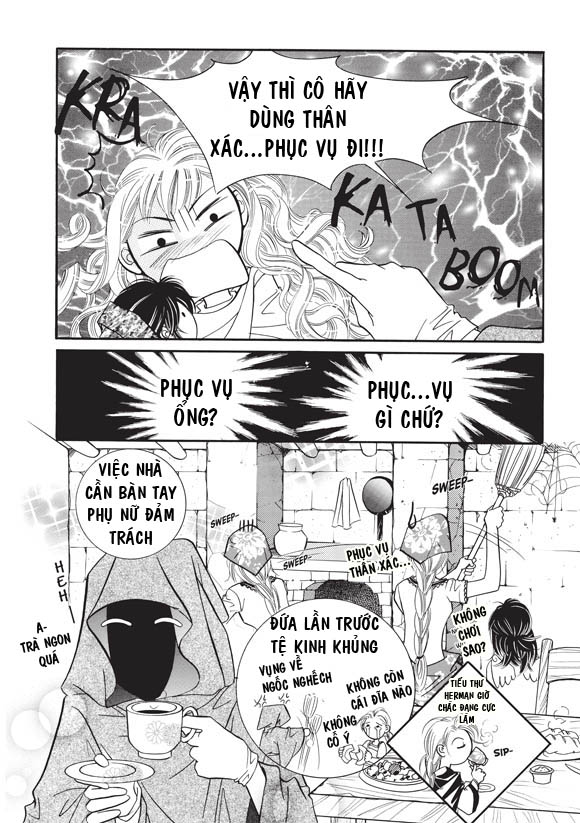 VẬY THÌ CÔ HÃY
DÙNG THÂN
XÁC...PHỤC VỤ ĐI!!!
KRA
KA TA
BOOM
PHỤC VỤ
ỔNG?
PHỤC...VỤ
GÌ CHỨ?
VIỆC NHÀ
CẦN BÀN TAY
PHỤ NỮ ĐẢM
TRÁCH
SWEEP~
SWEEP~
SWEEP~
HEH
A-
TRÀ NGON
QUÁ
PHỤC VỤ
THÂN XÁC...
KHÔNG
CHƠI
SAO?
ĐỨA LẦN TRƯỚC
TỆ KINH KHỦNG
VỤNG VỀ
NGỐC NGHẾCH
KHÔNG CÒN
CÁI ĐĨA NÀO
KHÔNG
CỐ Ý
TIỂU THƯ
HERMAN GIỜ
CHẮC ĐANG CỰC
LẮM
SIP-